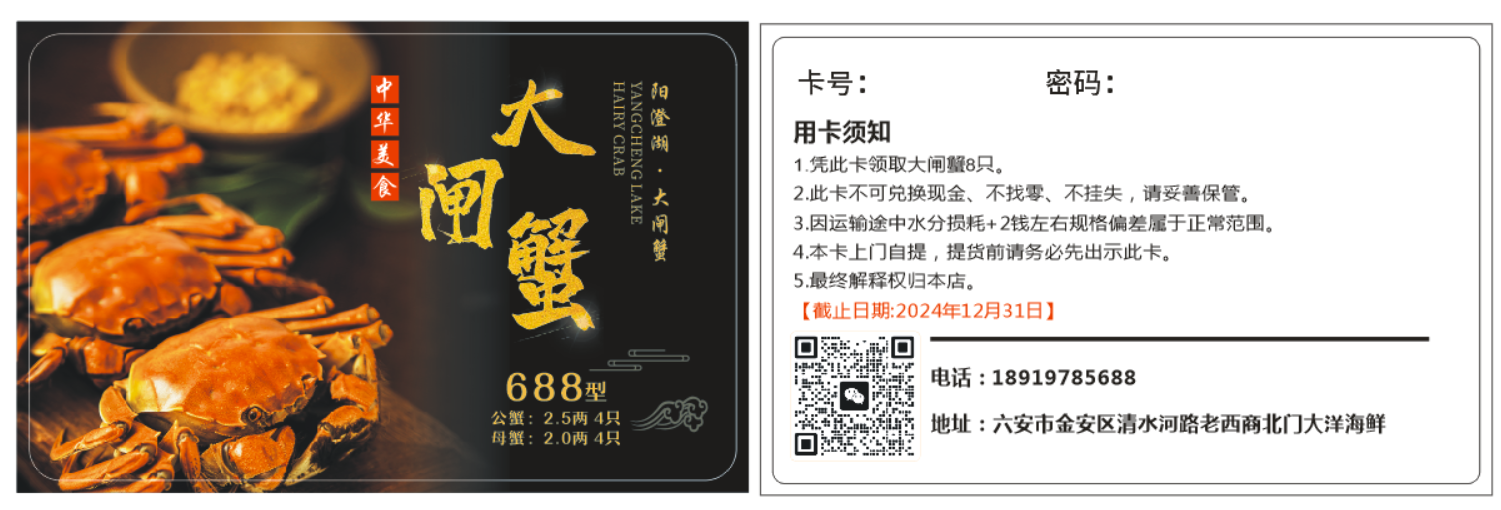 中华美食
大闸蟹
阳澄湖·大闸蟹
YANGCHENG LAKE
HAIRY CRAB
688型
公蟹：2.5两 4只
母蟹：2.0两 4只
卡号：
密码：
用卡须知
1.凭此卡领取大闸蟹8只。
2.此卡不可兑换现金、不找零、不挂失，请妥善保管。
3.因运输途中水分损耗+2钱左右规格偏差属于正常范围。
4.本卡上门自提，提货前请务必先出示此卡。
5.最终解释权归本店。
【截止日期:2024年12月31日】
电话：18919785688
地址：六安市金安区清水河路老西商北门大洋海鲜